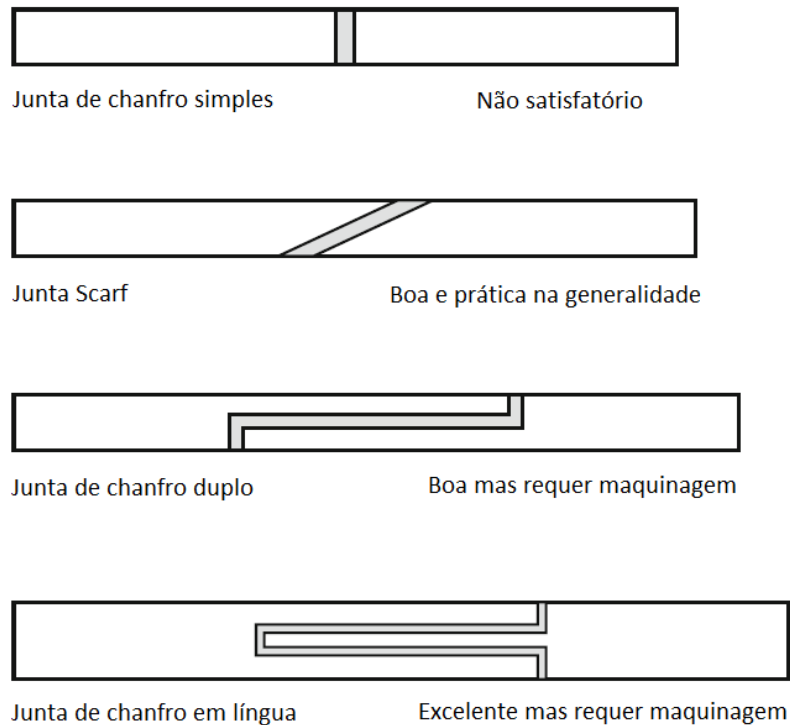 Junta de chanfro simples Não satisfatório
Junta Scarf Boa e prática na generalidade
Junta de chanfro duplo Boa mas requer maquinagem
Junta de chanfro em língua Excelente mas requer maquinagem